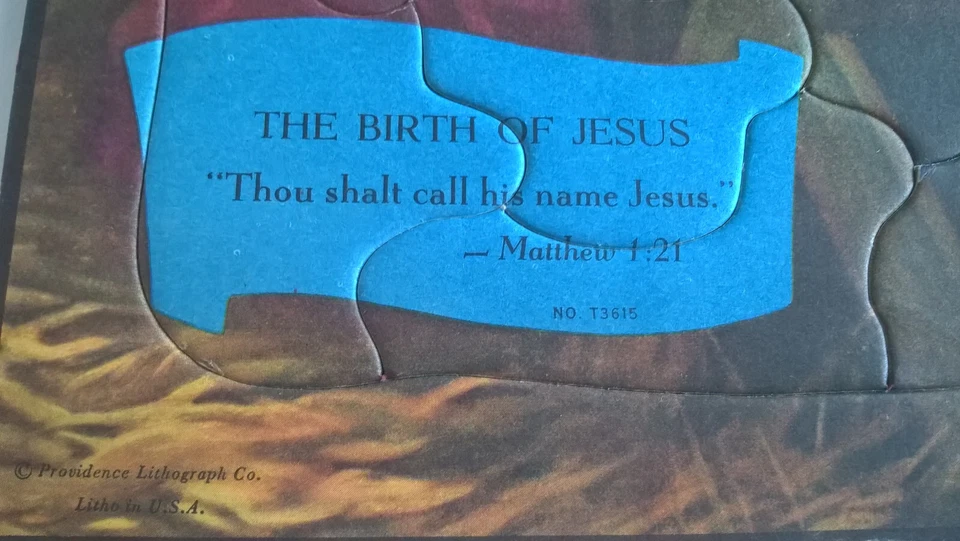 THE BIRTH OF JESUS
“Thou shalt call his name Jesus.”
— Matthew 1:21
NO. T3615
© Providence Lithograph Co.
Litho in U.S.A.